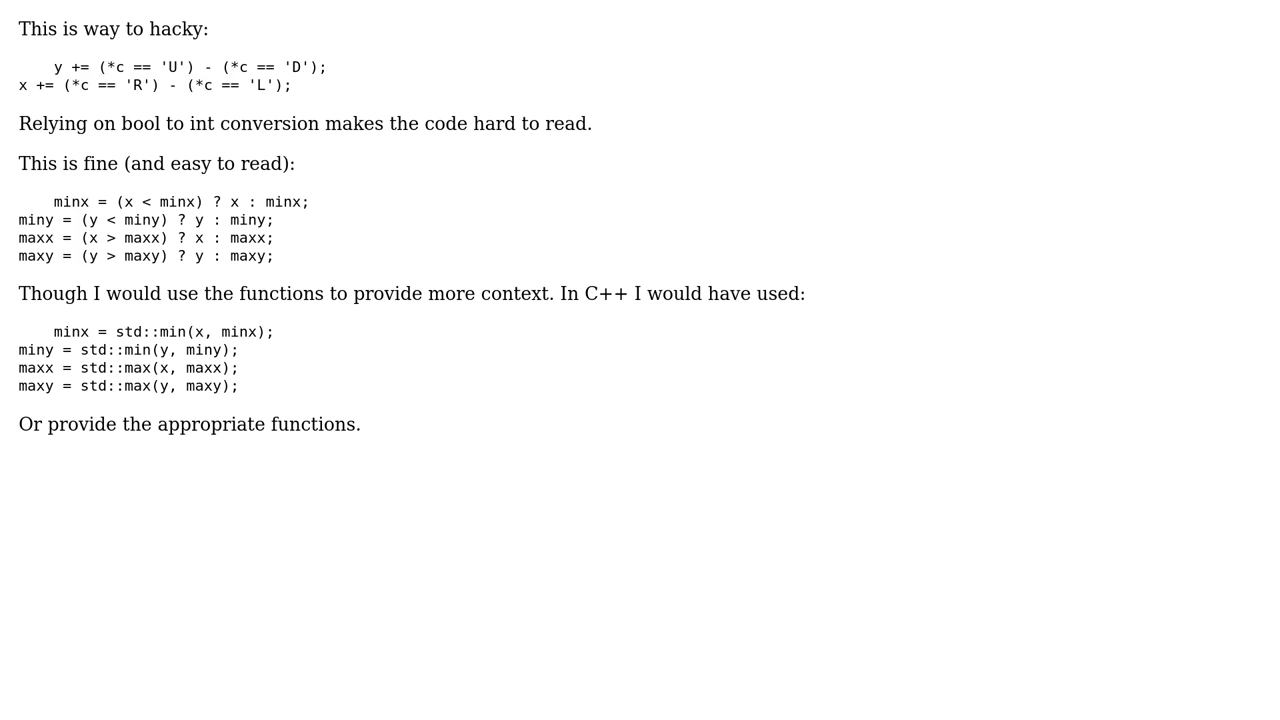 This is way to hacky:
    y += (*c == 'U') - (*c == 'D');
x += (*c == 'R') - (*c == 'L');
Relying on bool to int conversion makes the code hard to read.
This is fine (and easy to read):
    minx = (x < minx) ? x : minx;
miny = (y < miny) ? y : miny;
maxx = (x > maxx) ? x : maxx;
maxy = (y > maxy) ? y : maxy;
Though I would use the functions to provide more context. In C++ I would have used:
    minx = std::min(x, minx);
miny = std::min(y, miny);
maxx = std::max(x, maxx);
maxy = std::max(y, maxy);
Or provide the appropriate functions.